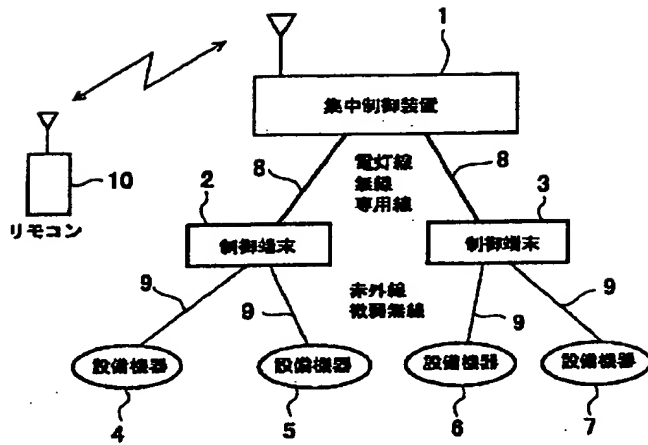 1
集中制御装置
10
リモコン
8
電灯線
無線
専用線
8
2
制御端末
3
制御端末
9
9
赤外線
微弱無線
9
9
設備機器
設備機器
設備機器
設備機器
4
5
6
7